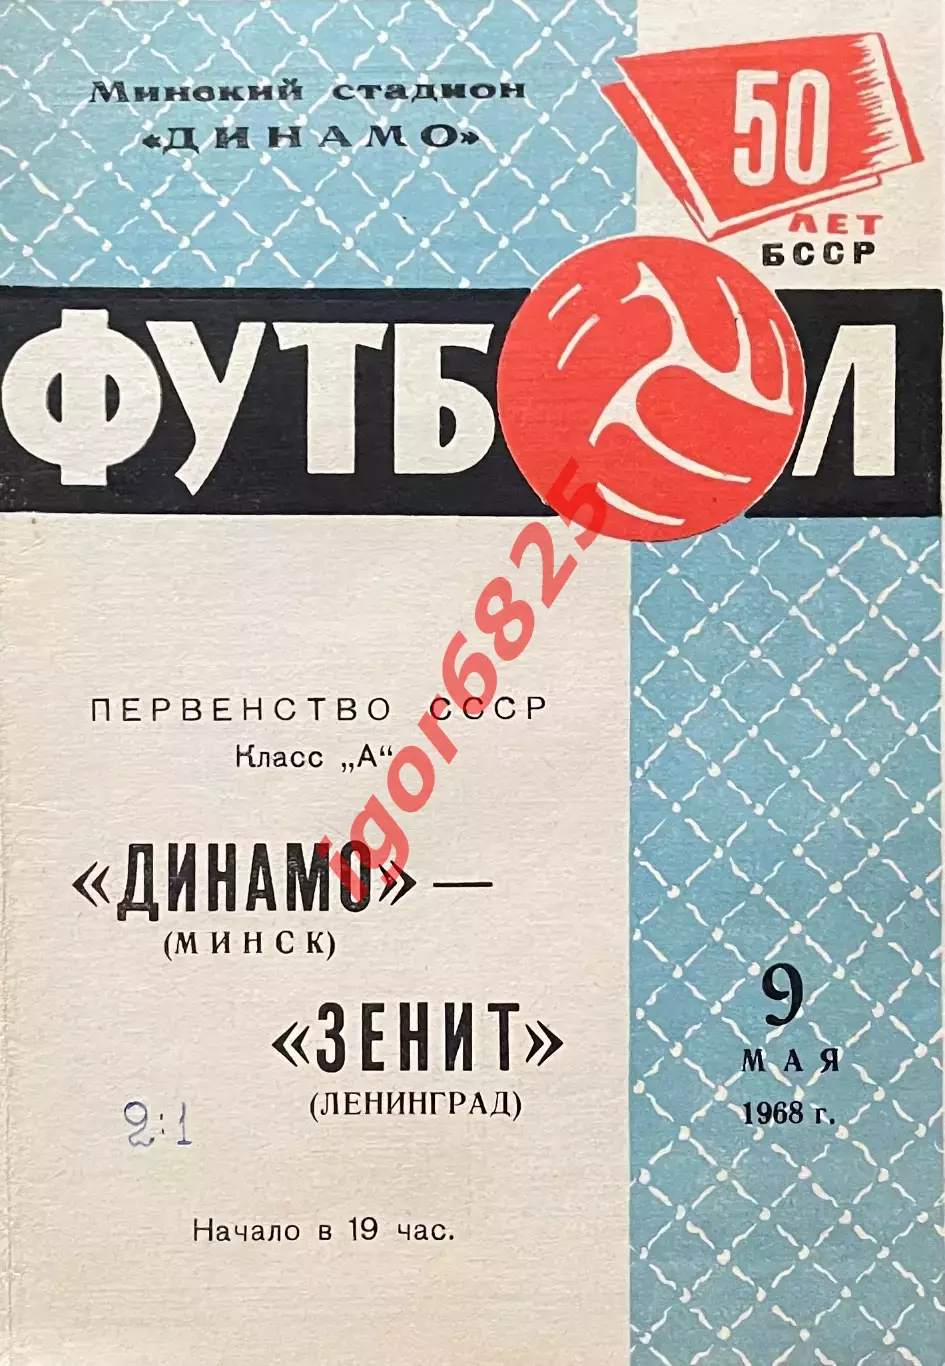 Минский стадион
«ДИНАМО»
50
ЛЕТ
БССР
ФУТБОЛ
ПЕРВЕНСТВО СССР
Класс „А“
«ДИНАМО» —
(МИНСК)
«ЗЕНИТ»
(ЛЕНИНГРАД)
2:1
Начало в 19 час.
9
МАЯ
1968 г.
igor6825